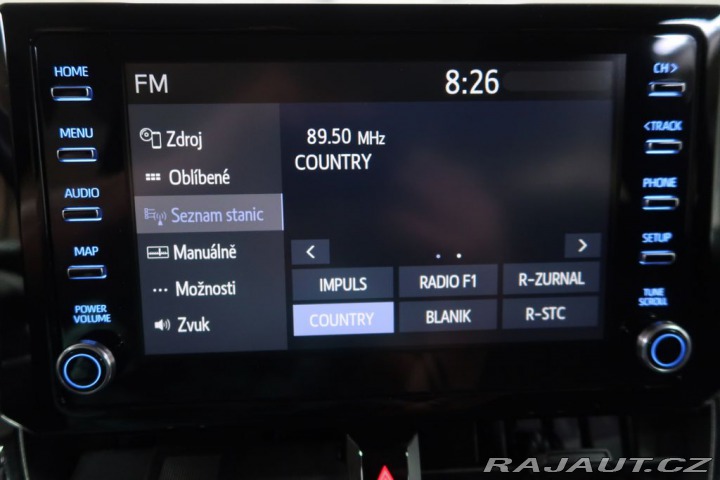 HOME
MENU
AUDIO
MAP
POWER
VOLUME
FM
8:26
Zdroj
Oblíbené
Seznam stanic
Manuálně
Možnosti
Zvuk
89.50 MHz
COUNTRY
<
>
IMPULS RADIO F1 R-ZURNAL
COUNTRY BLANIK R-STC
CH>
<TRACK
PHONE
SETUP
TUNE
SCROLL
RAJAUT.CZ